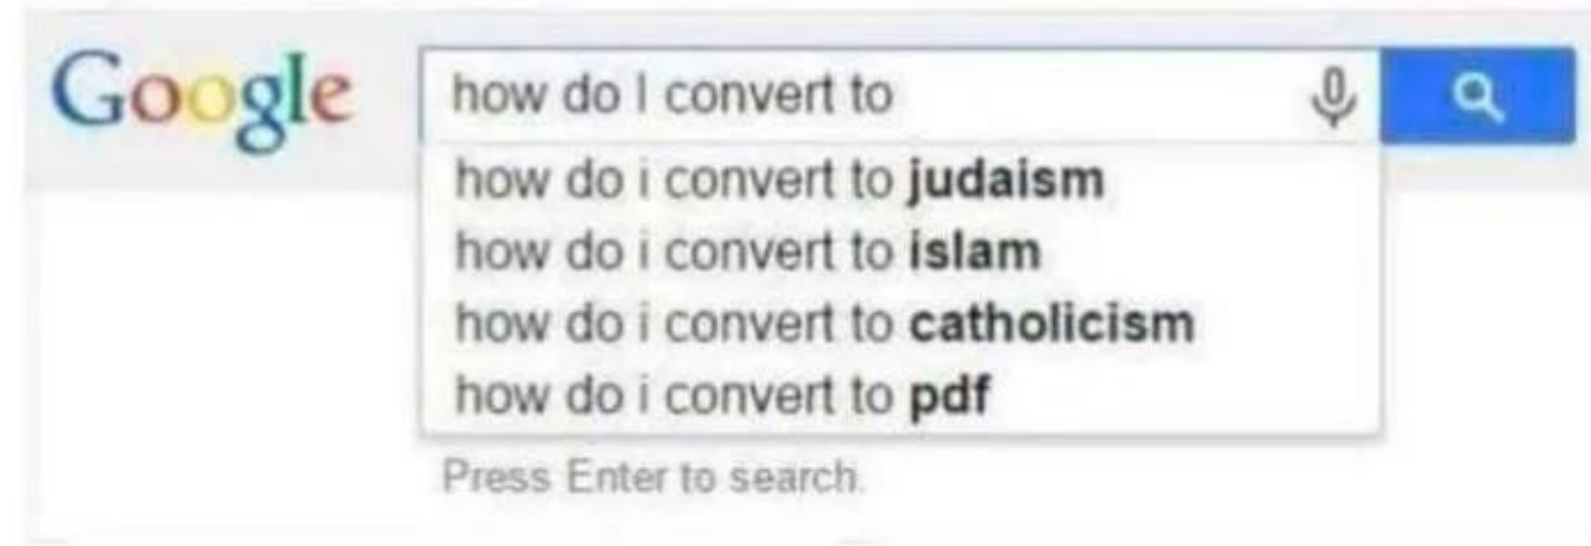 Google
how do I convert to
how do i convert to judaism
how do i convert to islam
how do i convert to catholicism
how do i convert to pdf
Press Enter to search.